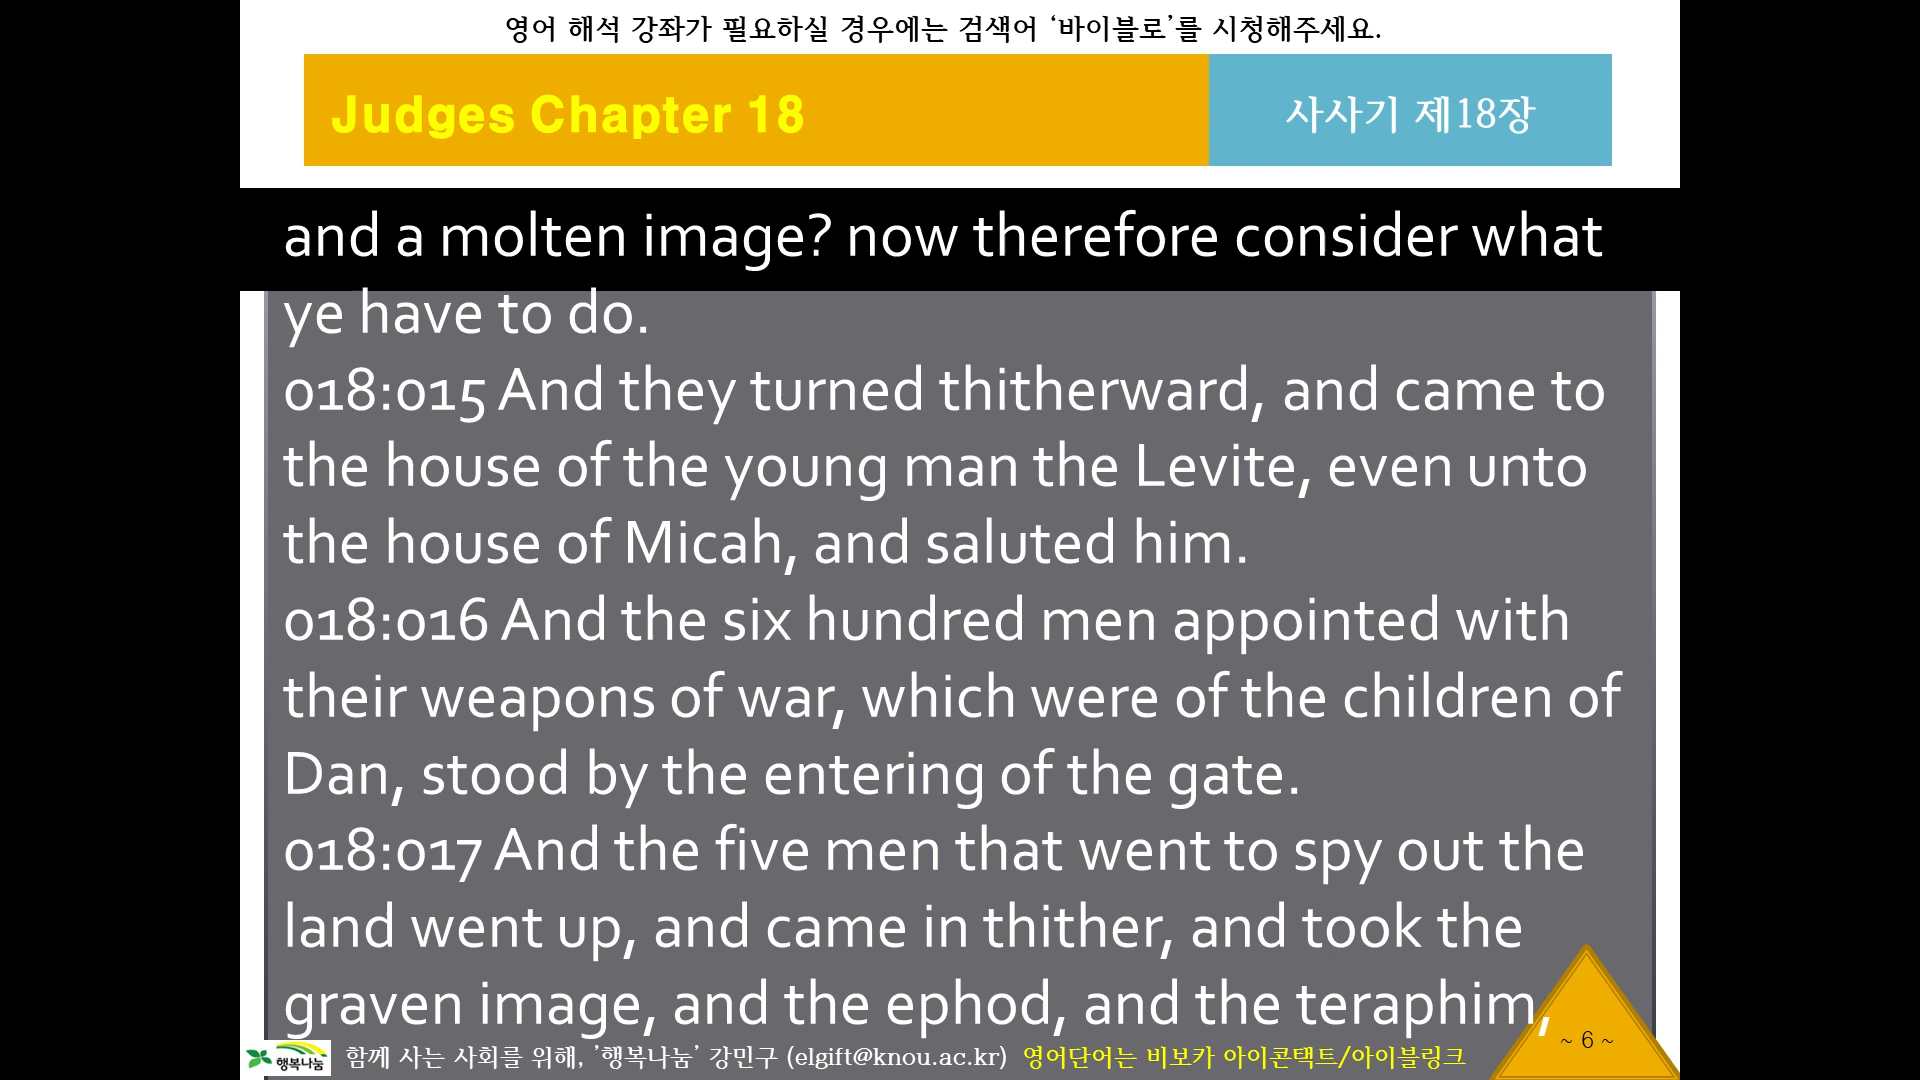 영어 해석 강좌가 필요하실 경우에는 검색어 ‘바이블로’를 시청해주세요.
Judges Chapter 18
사사기 제18장
and a molten image? now therefore consider what
ye have to do.
018:015 And they turned thitherward, and came to
the house of the young man the Levite, even unto
the house of Micah, and saluted him.
018:016 And the six hundred men appointed with
their weapons of war, which were of the children of
Dan, stood by the entering of the gate.
018:017 And the five men that went to spy out the
land went up, and came in thither, and took the
graven image, and the ephod, and the teraphim,
~ 6 ~
행복나눔
함께 사는 사회를 위해, ’행복나눔’ 강민구 (elgift@knou.ac.kr) 영어단어는 비보카 아이콘택트/아이블링크